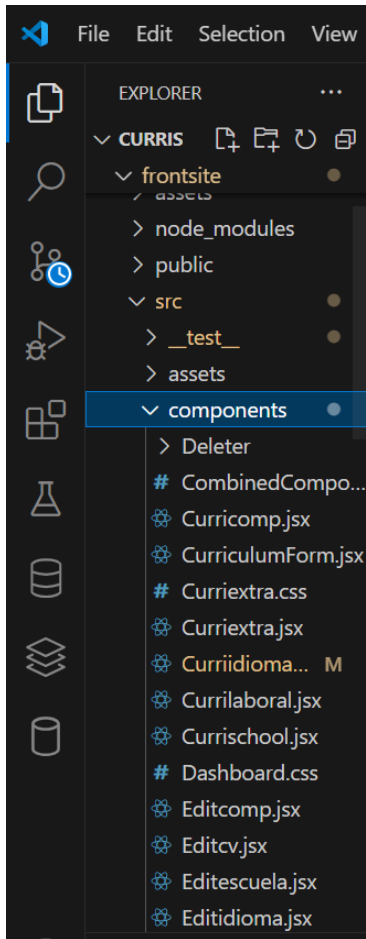 File Edit Selection View
EXPLORER ...
CURRIS
frontsite
assets
node_modules
public
src
__test__
assets
components
Deleter
# CombinedCompo...
Curricomp.jsx
CurriculumForm.jsx
# Curriextra.css
Curriextra.jsx
Curriidioma... M
Currilaboral.jsx
Currischool.jsx
# Dashboard.css
Editcomp.jsx
Editcv.jsx
Editescuela.jsx
Editidioma.jsx